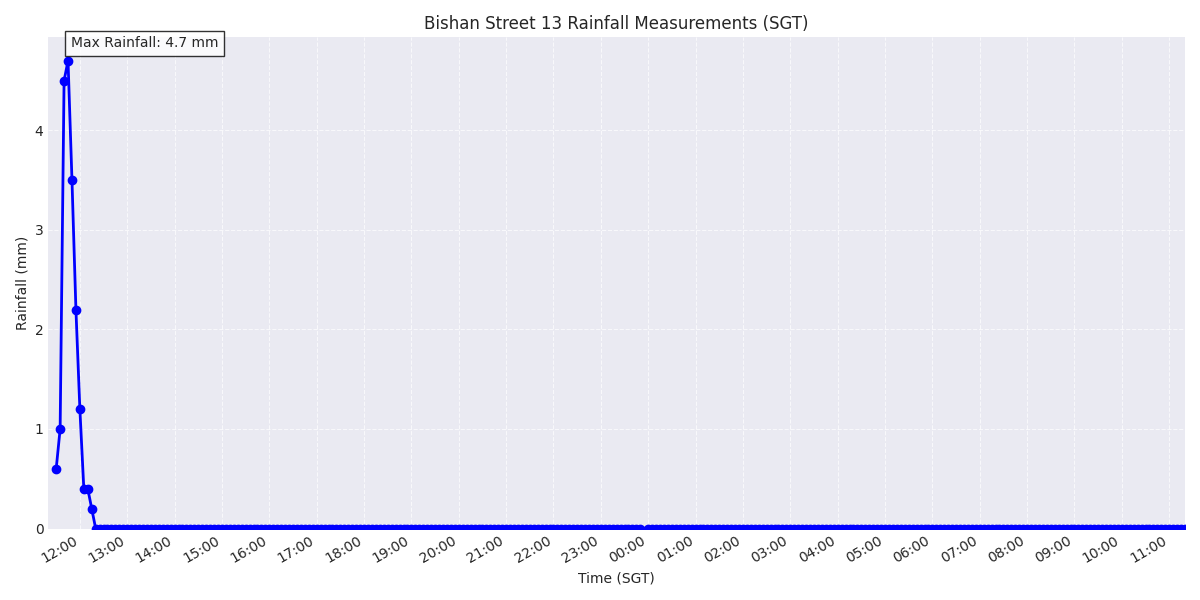 Bishan Street 13 Rainfall Measurements (SGT)
Max Rainfall: 4.7 mm
4
3
2
1
0
Rainfall (mm)
12:00 13:00 14:00 15:00 16:00 17:00 18:00 19:00 20:00 21:00 22:00 23:00 00:00 01:00 02:00 03:00 04:00 05:00 06:00 07:00 08:00 09:00 10:00 11:00
Time (SGT)